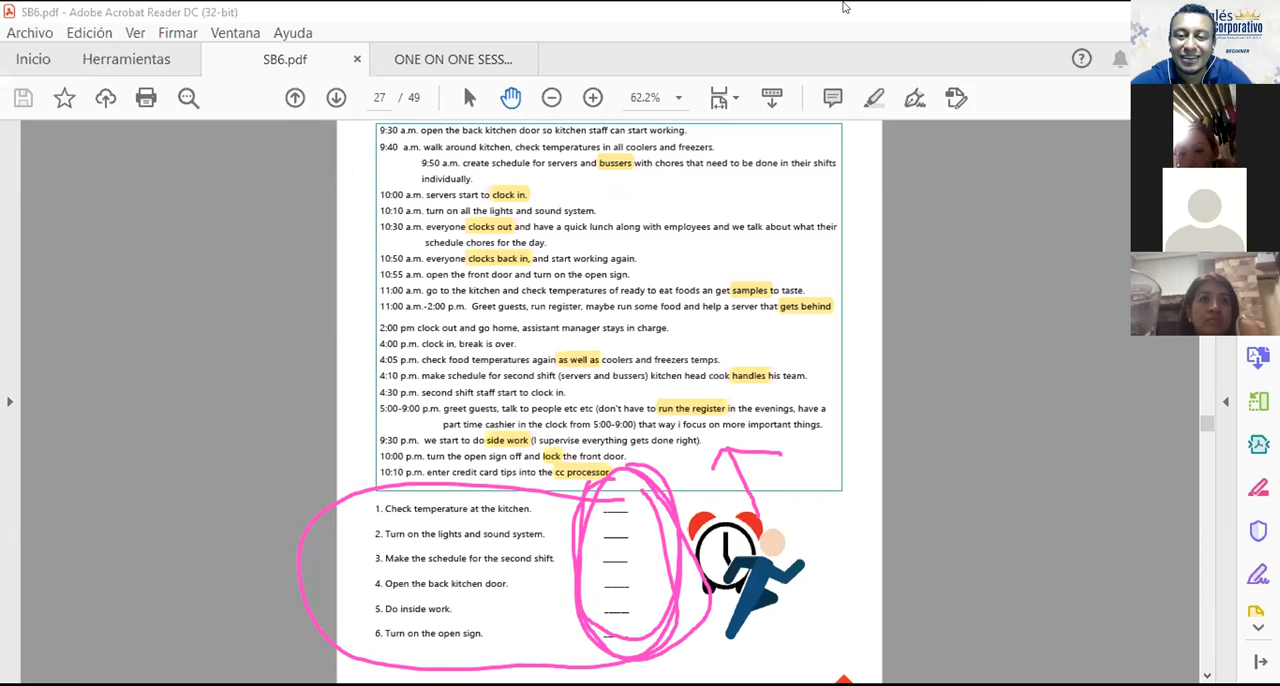 SB6.pdf - Adobe Acrobat Reader DC (32-bit)
Archivo Edición Ver Firmar Ventana Ayuda
Inicio Herramientas SB6.pdf × ONE ON ONE SESS...
27 / 49 62.2%
9:30 a.m. open the back kitchen door so kitchen staff can start working.
9:40 a.m. walk around kitchen, check temperatures in all coolers and freezers.
9:50 a.m. create schedule for servers and bussers with chores that need to be done in their shifts
individually.
10:00 a.m. servers start to clock in.
10:10 a.m. turn on all the lights and sound system.
10:30 a.m. everyone clocks out and have a quick lunch along with employees and we talk about what their
schedule chores for the day.
10:50 a.m. everyone clocks back in, and start working again.
10:55 a.m. open the front door and turn on the open sign.
11:00 a.m. go to the kitchen and check temperatures of ready to eat foods an get samples to taste.
11:00 a.m.-2:00 p.m. Greet guests, run register, maybe run some food and help a server that gets behind
2:00 pm clock out and go home, assistant manager stays in charge.
4:00 p.m. clock in, break is over.
4:05 p.m. check food temperatures again as well as coolers and freezers temps.
4:10 p.m. make schedule for second shift (servers and bussers) kitchen head cook handles his team.
4:30 p.m. second shift staff start to clock in.
5:00-9:00 p.m. greet guests, talk to people etc etc (don't have to run the register in the evenings, have a
part time cashier in the clock from 5:00-9:00) that way i focus on more important things.
9:30 p.m. we start to do side work (I supervise everything gets done right).
10:00 p.m. turn the open sign off and lock the front door.
10:10 p.m. enter credit card tips into the cc processor
1. Check temperature at the kitchen. ____
2. Turn on the lights and sound system. ____
3. Make the schedule for the second shift. ____
4. Open the back kitchen door. ____
5. Do inside work. ____
6. Turn on the open sign. ____
glés
Corporativo
BEGINNER